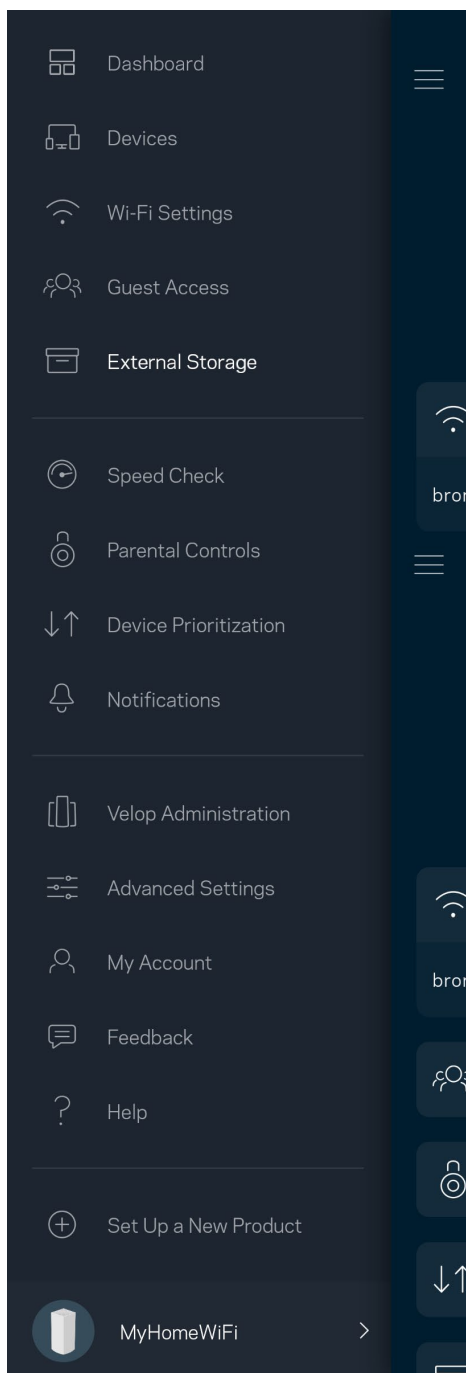 Dashboard
Devices
Wi-Fi Settings
Guest Access
External Storage
Speed Check
Parental Controls
Device Prioritization
Notifications
Velop Administration
Advanced Settings
My Account
Feedback
Help
Set Up a New Product
MyHomeWiFi